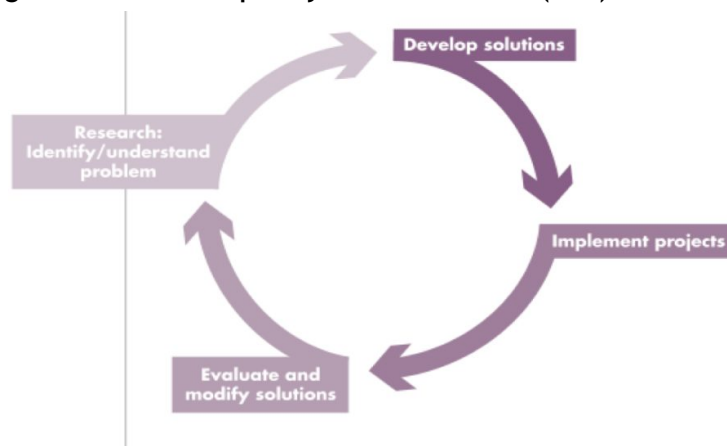 Develop solutions
Research:
Identify/understand
problem
Implement projects
Evaluate and
modify solutions